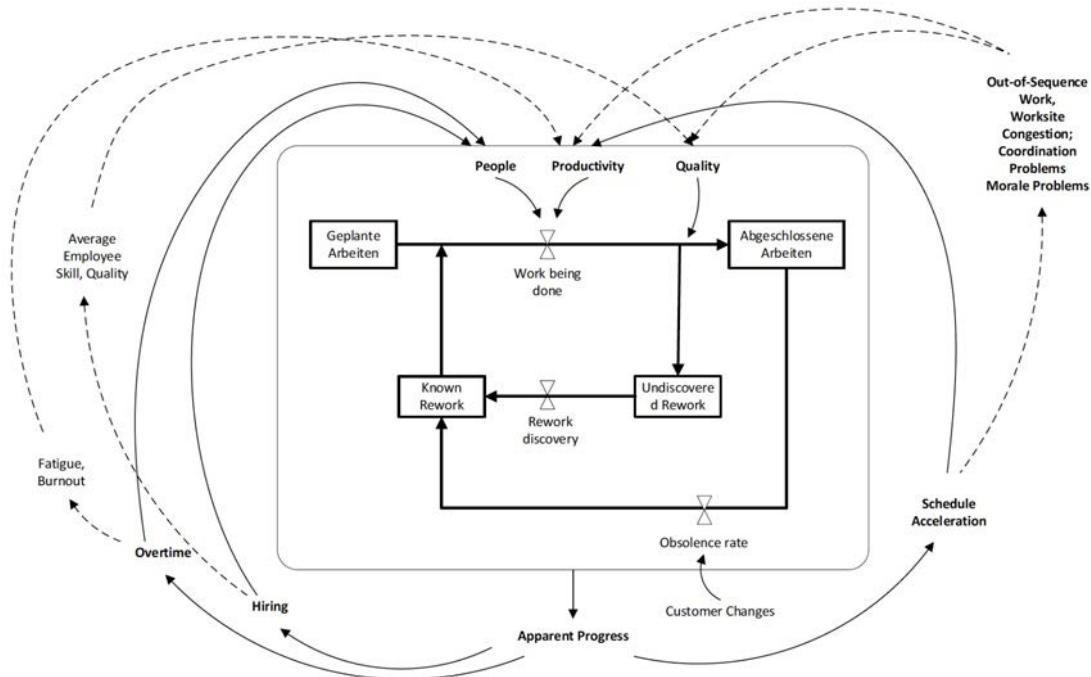 Out-of-Sequence
Work,
Worksite
Congestion;
Coordination
Problems
Morale Problems
People
Productivity
Quality
Geplante
Arbeiten
Abgeschlossene
Arbeiten
Average
Employee
Skill, Quality
Work being
done
Known
Rework
Undiscovere
d Rework
Rework
discovery
Fatigue,
Burnout
Schedule
Acceleration
Overtime
Obsolence rate
Hiring
Customer Changes
Apparent Progress